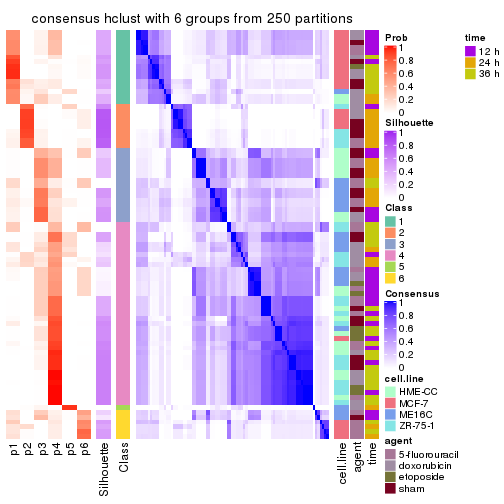 consensus hclust with 6 groups from 250 partitions
Prob
1
0.8
0.6
0.4
0.2
0
time
12 h
24 h
36 h
Silhouette
1
0.8
0.6
0.4
0.2
0
Class
1
2
3
4
5
6
Consensus
1
0.8
0.6
0.4
0.2
0
cell.line
HME-CC
MCF-7
ME16C
ZR-75-1
agent
5-fluorouracil
doxorubicin
etoposide
sham
p1
p2
p3
p4
p5
p6
Silhouette
Class
cell.line
agent
time